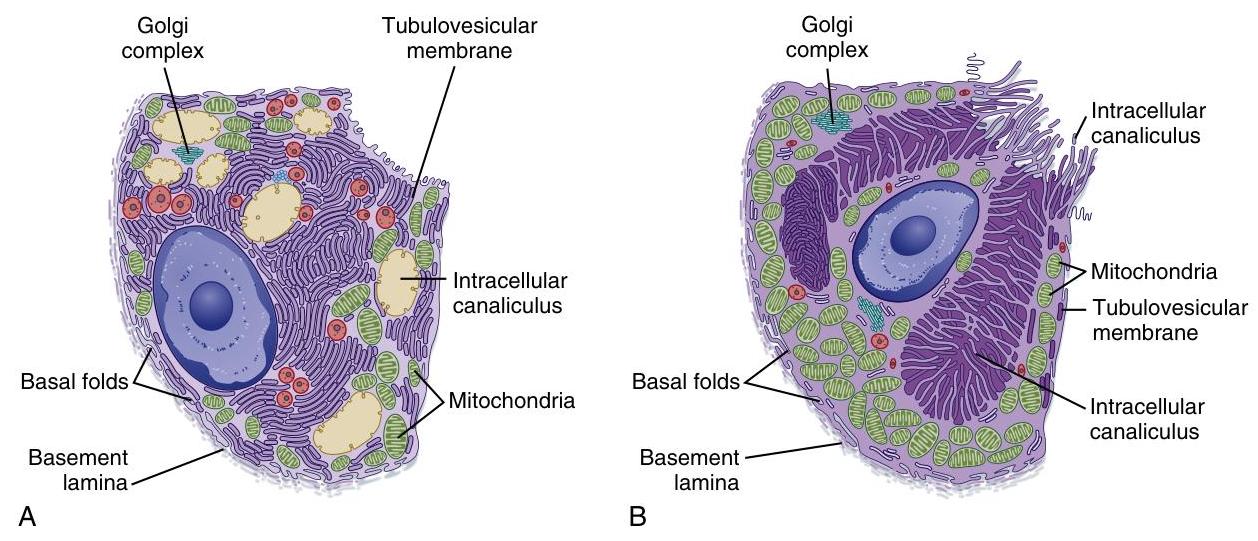 Golgi
complex
Tubulovesicular
membrane
Intracellular
canaliculus
Basal folds
Mitochondria
Basement
lamina
A
Golgi
complex
Intracellular
canaliculus
Mitochondria
Tubulovesicular
membrane
Basal folds
Intracellular
canaliculus
Basement
lamina
B